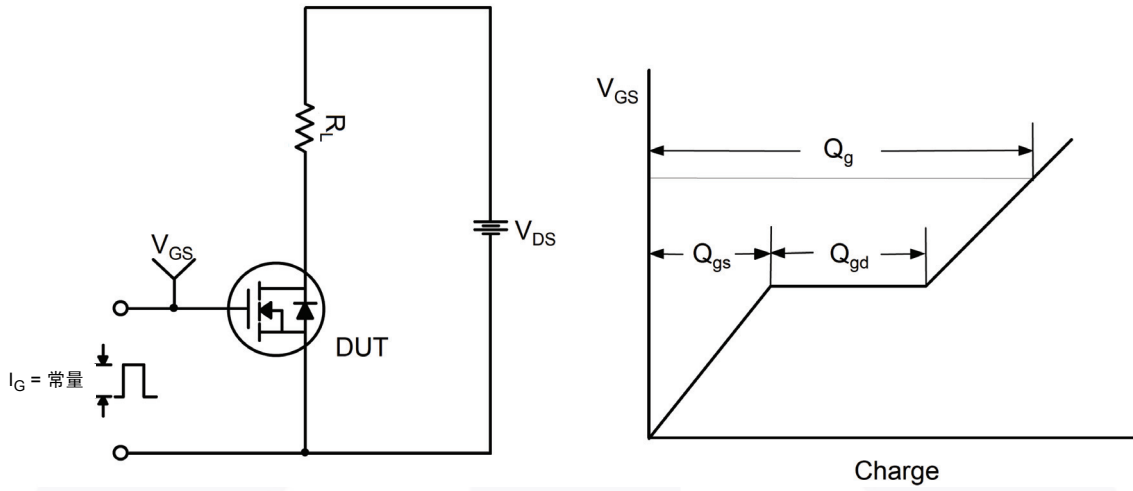 R_L
V_DS
V_GS
DUT
I_G = 常量
V_GS
Q_g
Q_gs
Q_gd
Charge